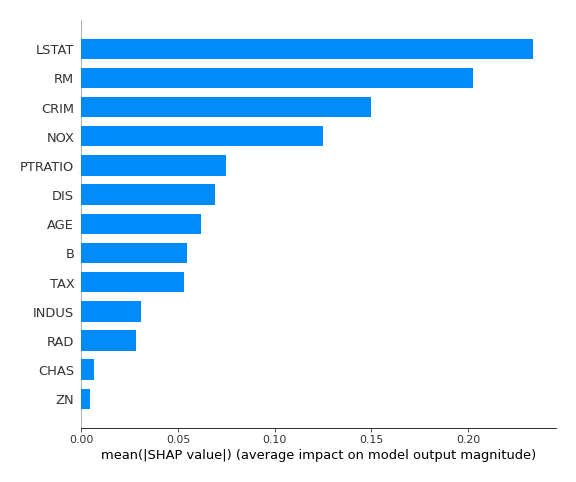 LSTAT
RM
CRIM
NOX
PTRATIO
DIS
AGE
B
TAX
INDUS
RAD
CHAS
ZN
0.00 0.05 0.10 0.15 0.20
mean(|SHAP value|) (average impact on model output magnitude)